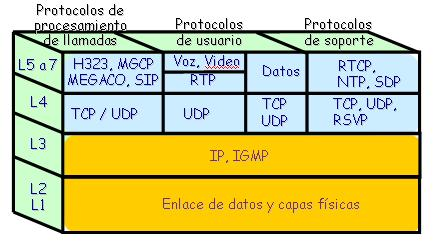 Protocolos de
procesamiento
de llamadas
Protocolos
de usuario
Protocolos
de soporte
L5 a 7
H323, MGCP
MEGACO, SIP
Voz, Video
RTP
Datos
RTCP,
NTP, SDP
L4
TCP / UDP
UDP
TCP
UDP
TCP, UDP,
RSVP
L3
IP, IGMP
L2
L1
Enlace de datos y capas físicas